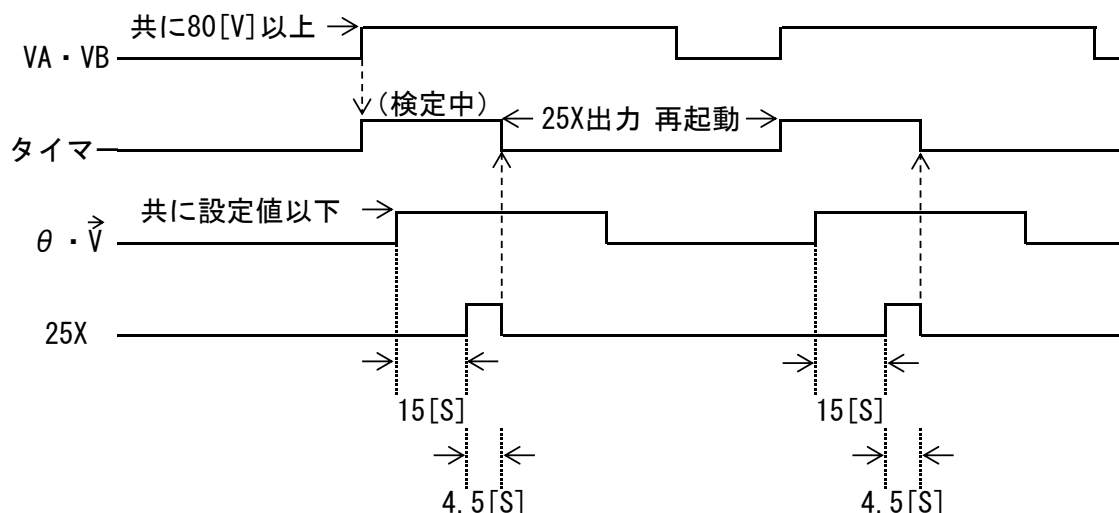 共に80[V]以上
VA・VB
(検定中)
25X出力 再起動
タイマー
共に設定値以下
θ・V⃗
25X
15[S]
15[S]
4.5[S]
4.5[S]